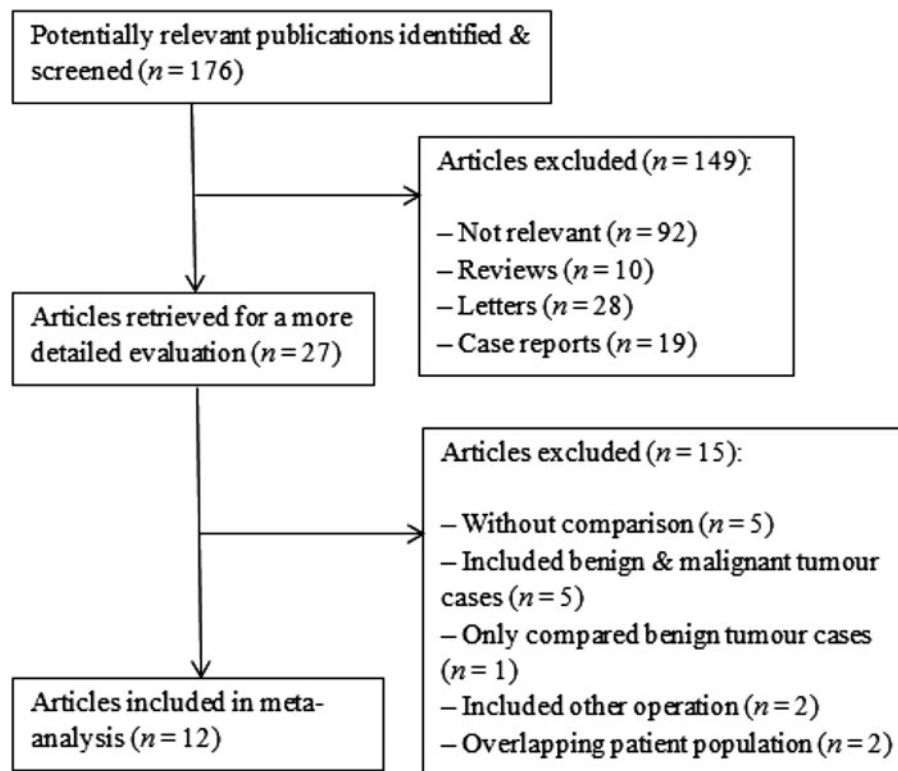 Potentially relevant publications identified &
screened (n = 176)
Articles excluded (n = 149):
– Not relevant (n = 92)
– Reviews (n = 10)
– Letters (n = 28)
– Case reports (n = 19)
Articles retrieved for a more
detailed evaluation (n = 27)
Articles excluded (n = 15):
– Without comparison (n = 5)
– Included benign & malignant tumour
cases (n = 5)
– Only compared benign tumour cases
(n = 1)
– Included other operation (n = 2)
– Overlapping patient population (n = 2)
Articles included in meta-
analysis (n = 12)